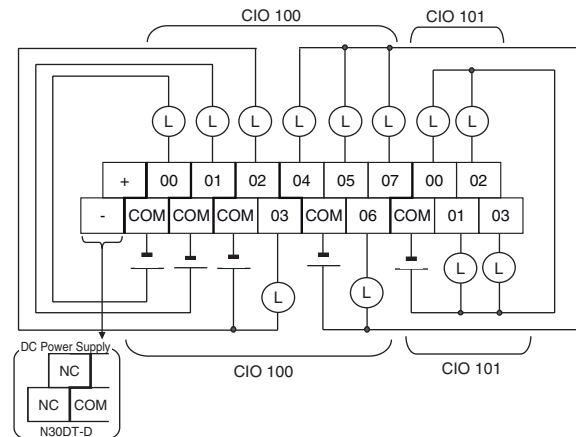 CIO 100 CIO 101
L L L L L L L L
+ 00 01 02 04 05 07 00 02
- COM COM COM 03 COM 06 COM 01 03
L L L L
DC Power Supply
NC
NC COM
N30DT-D
CIO 100 CIO 101